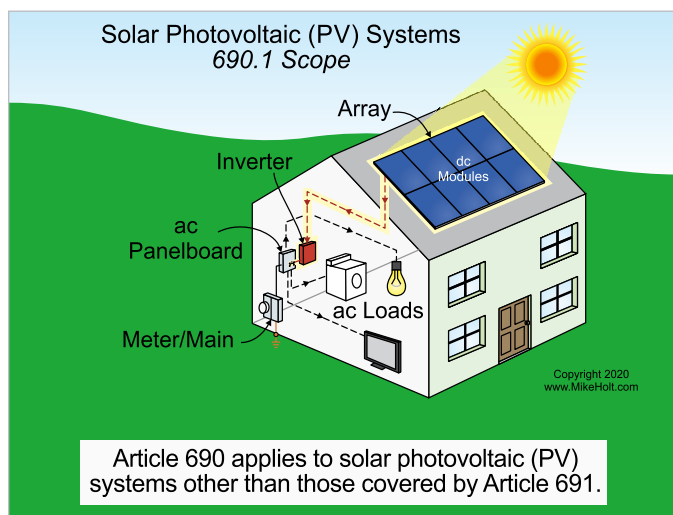 Solar Photovoltaic (PV) Systems
690.1 Scope
Array
dc
Modules
Inverter
ac
Panelboard
ac Loads
Meter/Main
Copyright 2020
www.MikeHolt.com
Article 690 applies to solar photovoltaic (PV)
systems other than those covered by Article 691.